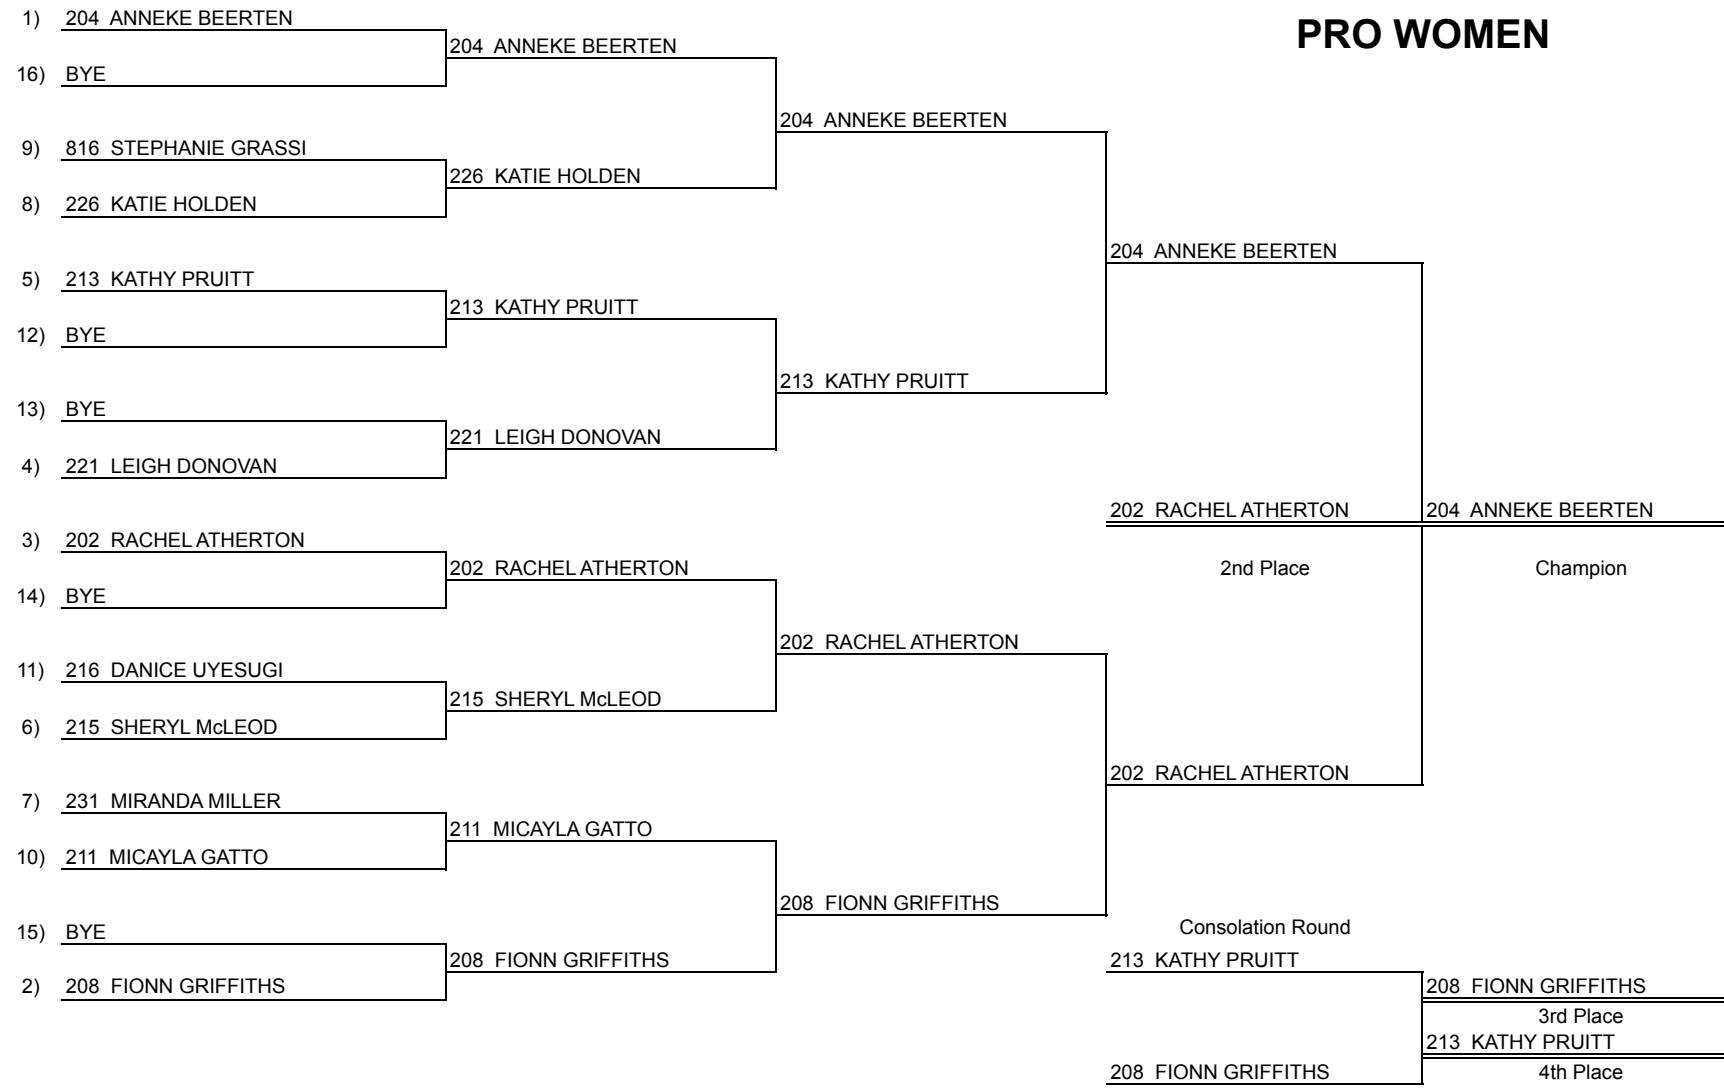 PRO WOMEN
1) 204 ANNEKE BEERTEN
16) BYE
9) 816 STEPHANIE GRASSI
8) 226 KATIE HOLDEN
5) 213 KATHY PRUITT
12) BYE
13) BYE
4) 221 LEIGH DONOVAN
3) 202 RACHEL ATHERTON
14) BYE
11) 216 DANICE UYESUGI
6) 215 SHERYL McLEOD
7) 231 MIRANDA MILLER
10) 211 MICAYLA GATTO
15) BYE
2) 208 FIONN GRIFFITHS
204 ANNEKE BEERTEN
226 KATIE HOLDEN
213 KATHY PRUITT
221 LEIGH DONOVAN
202 RACHEL ATHERTON
215 SHERYL McLEOD
211 MICAYLA GATTO
208 FIONN GRIFFITHS
204 ANNEKE BEERTEN
213 KATHY PRUITT
202 RACHEL ATHERTON
208 FIONN GRIFFITHS
204 ANNEKE BEERTEN
202 RACHEL ATHERTON
2nd Place
202 RACHEL ATHERTON
204 ANNEKE BEERTEN
Champion
Consolation Round
213 KATHY PRUITT
208 FIONN GRIFFITHS
208 FIONN GRIFFITHS
3rd Place
213 KATHY PRUITT
4th Place